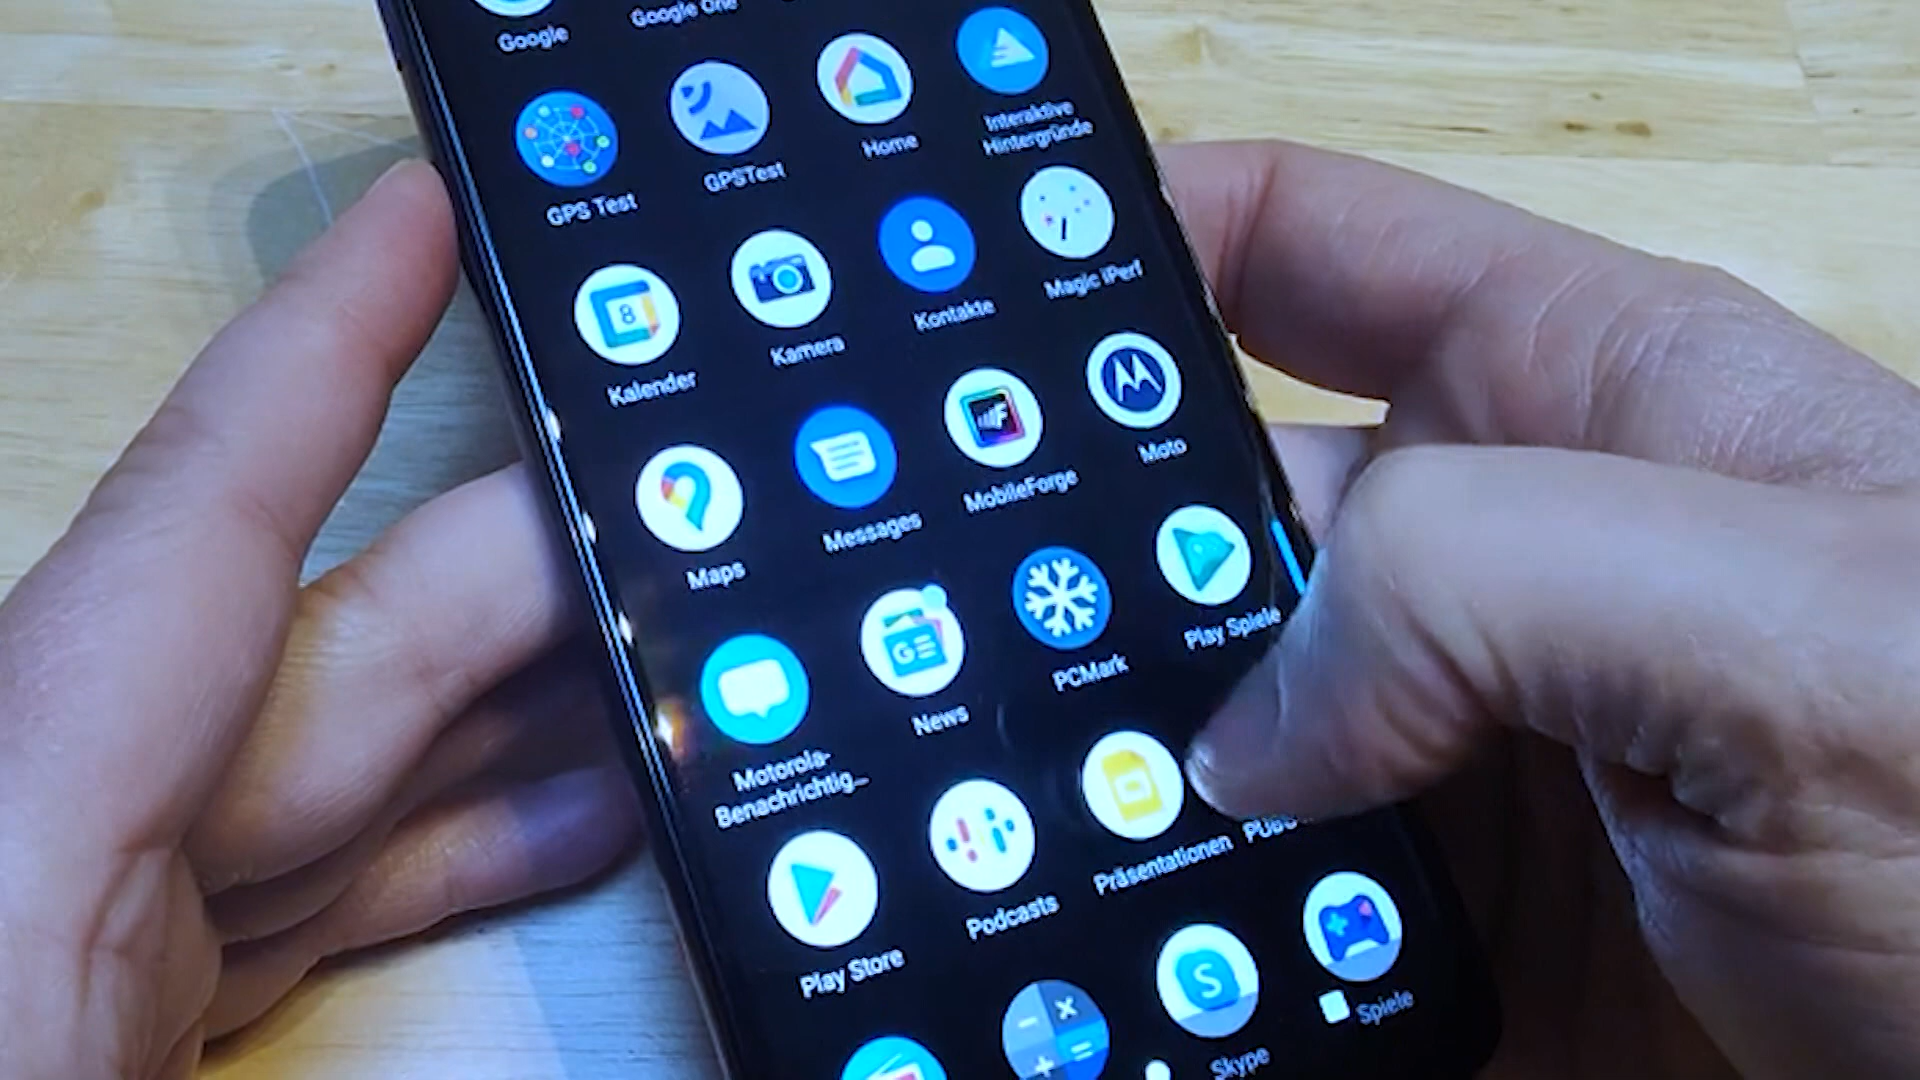 Google
Google One
GPS Test
GPSTest
Home
Interaktive
Hintergründe
Kalender
8
Kamera
Kontakte
Magic iPerf
Maps
Messages
MobileForge
Moto
Motorola-
Benachrichtig...
News
PCMark
Play Spiele
Play Store
Podcasts
Präsentationen
Skype
Spiele